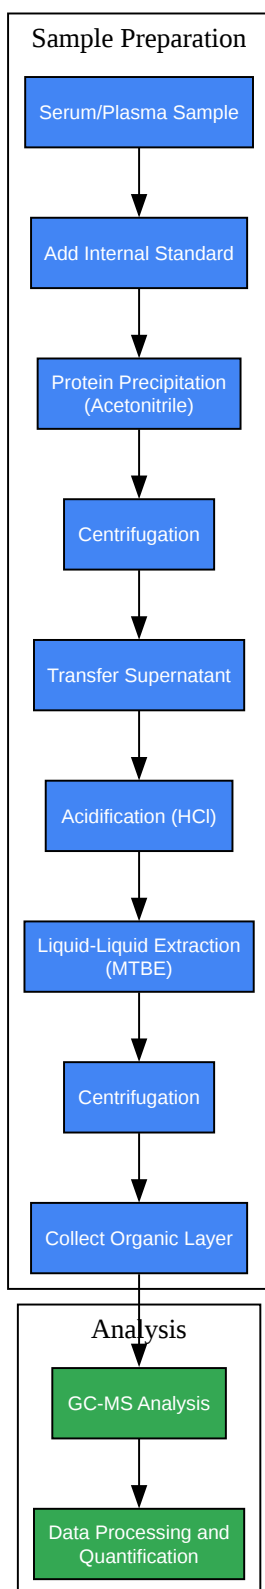 Sample Preparation
Serum/Plasma Sample
Add Internal Standard
Protein Precipitation
(Acetonitrile)
Centrifugation
Transfer Supernatant
Acidification (HCl)
Liquid-Liquid Extraction
(MTBE)
Centrifugation
Collect Organic Layer
Analysis
GC-MS Analysis
Data Processing and
Quantification